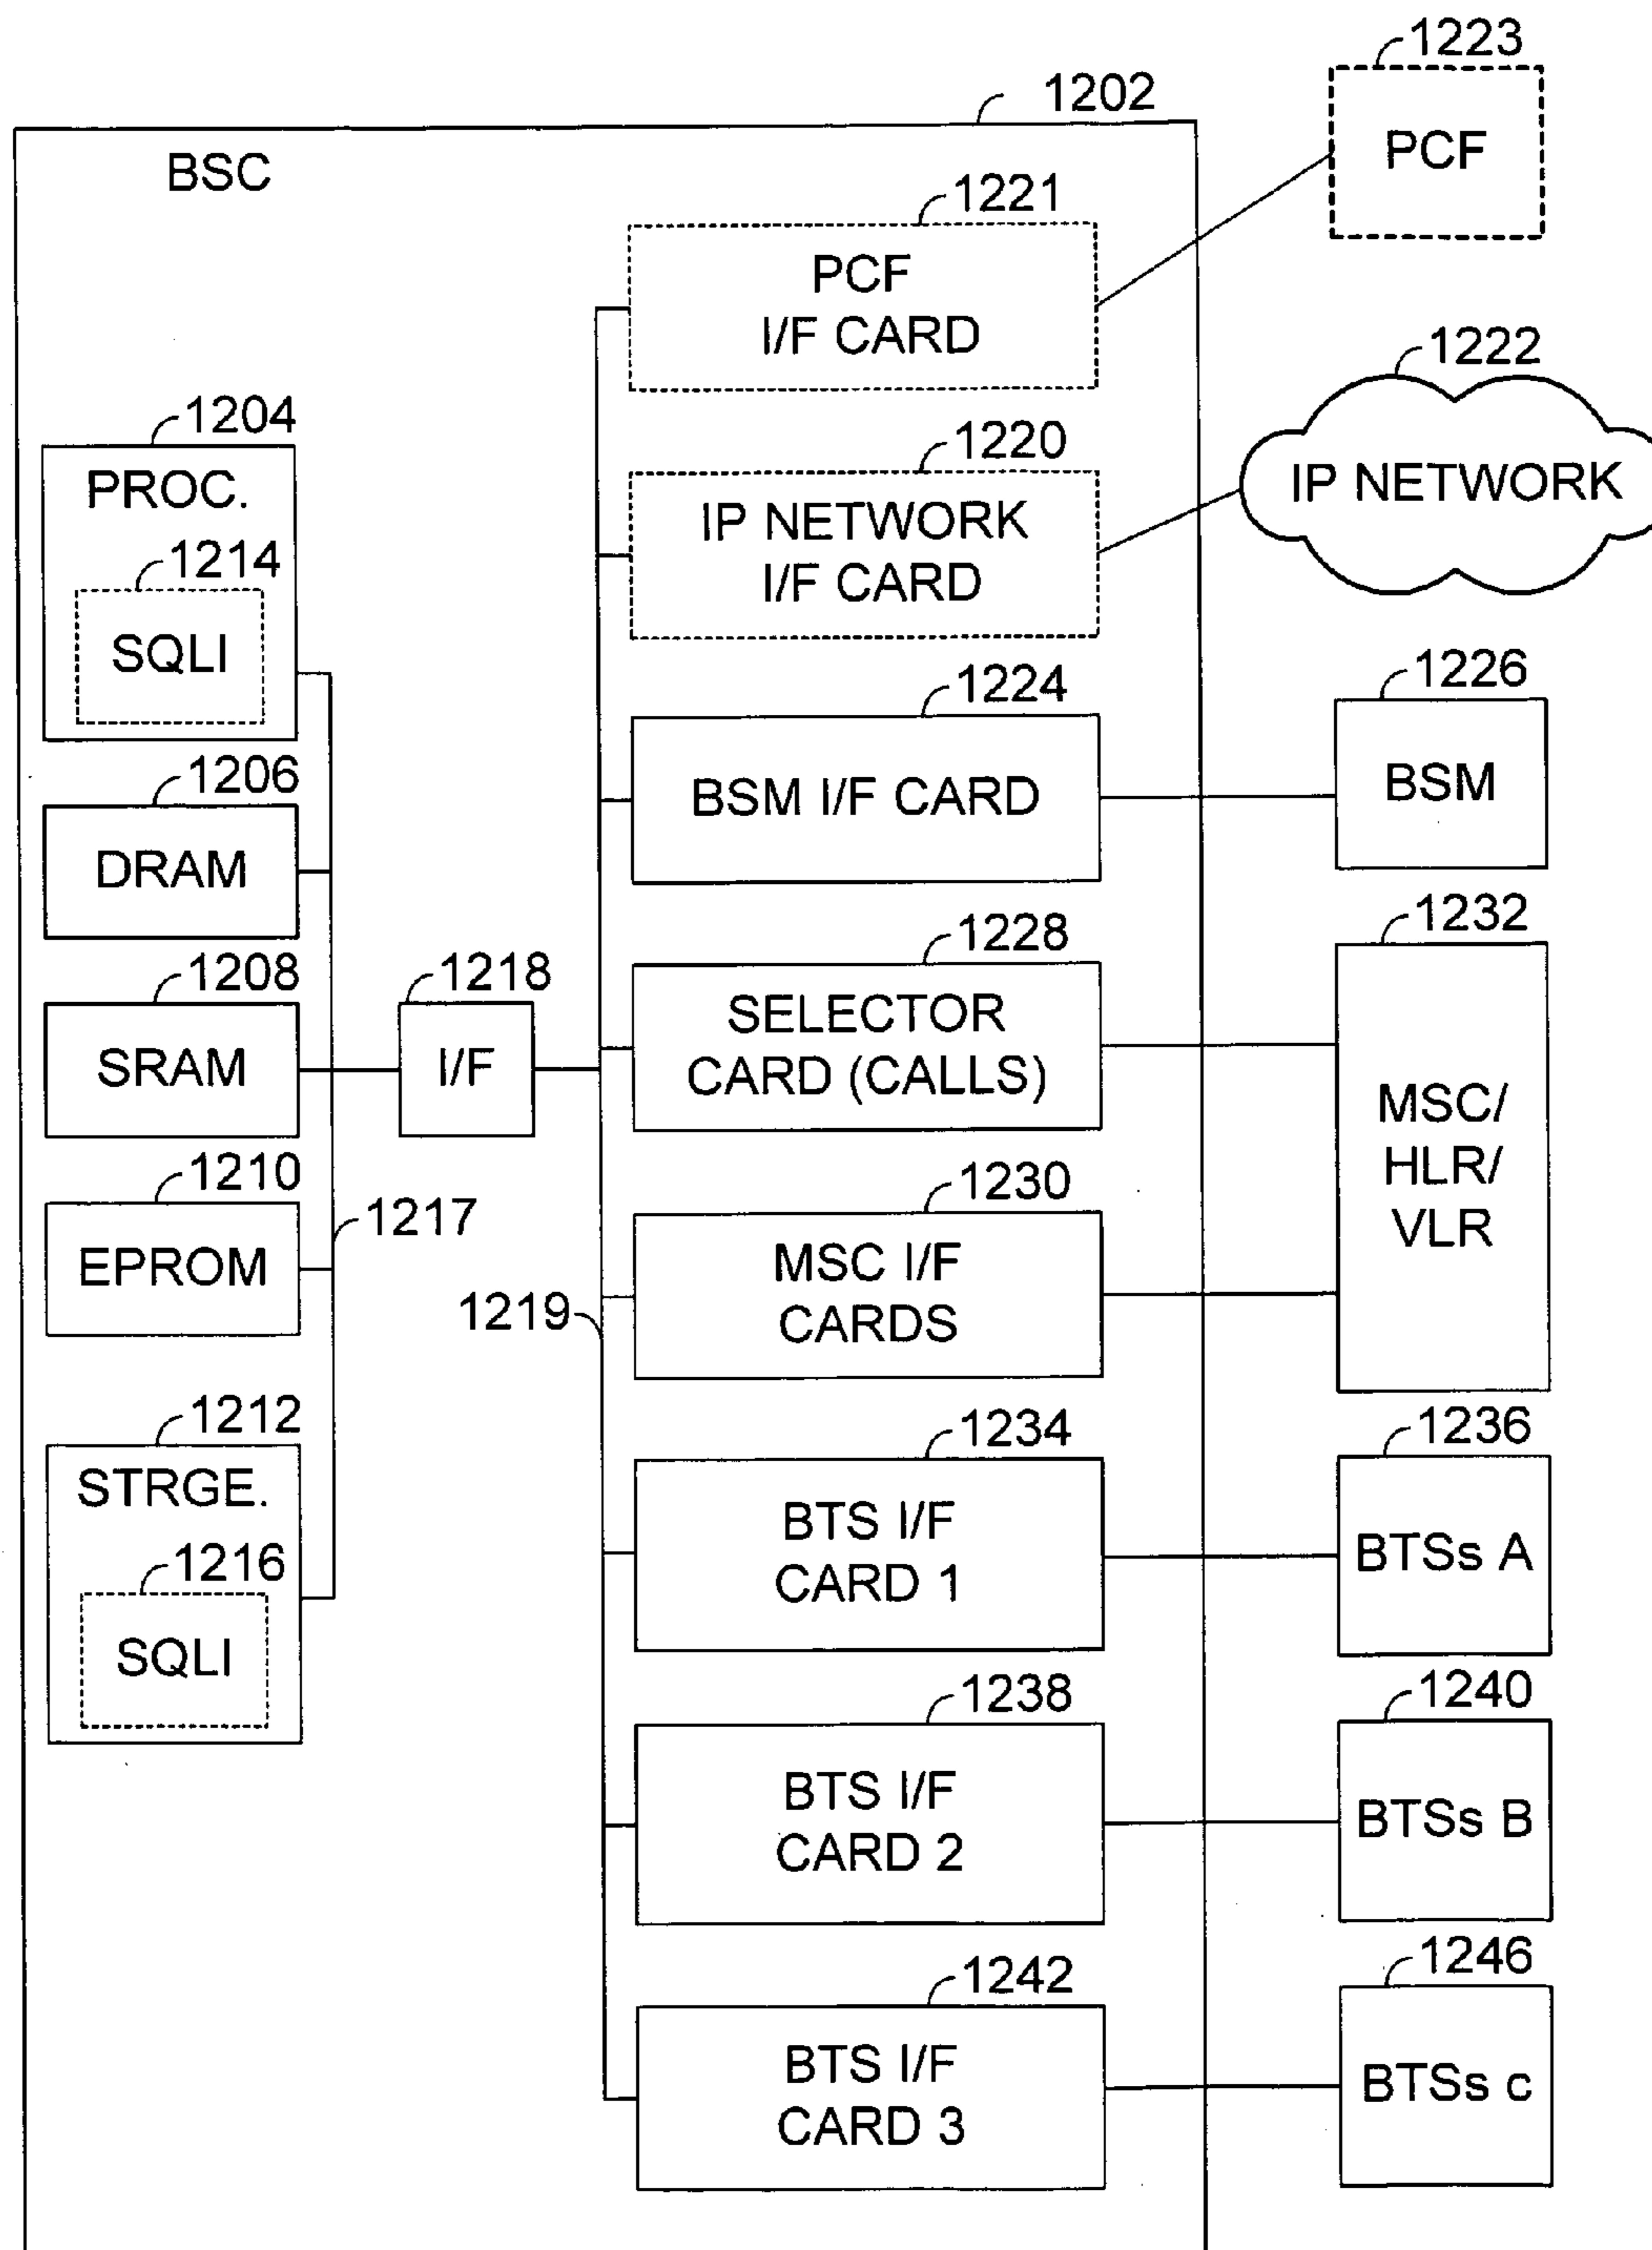 1223
PCF
1202
BSC
1221
PCF
I/F CARD
1222
IP NETWORK
1204
PROC.
1214
SQLI
1220
IP NETWORK
I/F CARD
1224
BSM I/F CARD
1226
BSM
1206
DRAM
1208
SRAM
1218
I/F
1228
SELECTOR
CARD (CALLS)
1232
MSC/
HLR/
VLR
1210
EPROM
1217
1230
MSC I/F
CARDS
1219
1212
STRGE.
1216
SQLI
1234
BTS I/F
CARD 1
1236
BTSs A
1238
BTS I/F
CARD 2
1240
BTSs B
1242
BTS I/F
CARD 3
1246
BTSs c